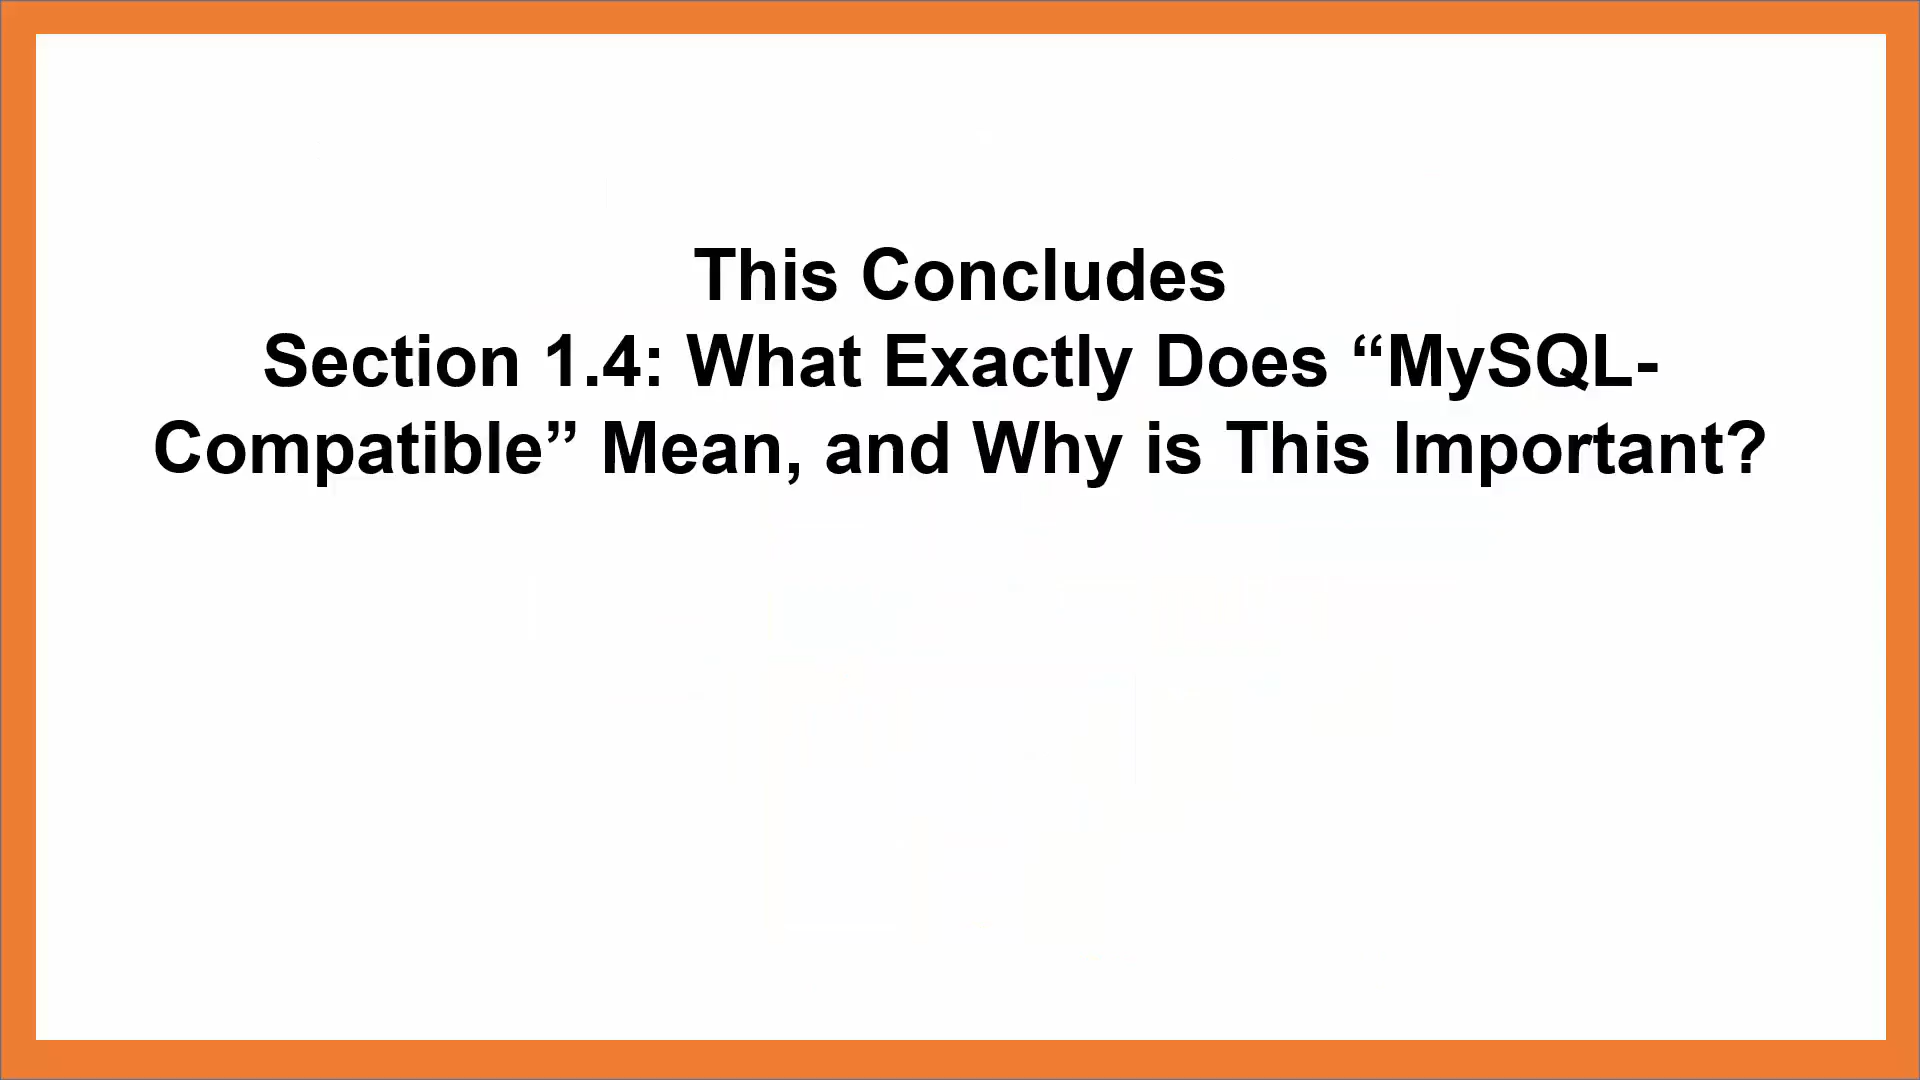 This Concludes
Section 1.4: What Exactly Does “MySQL-
Compatible” Mean, and Why is This Important?